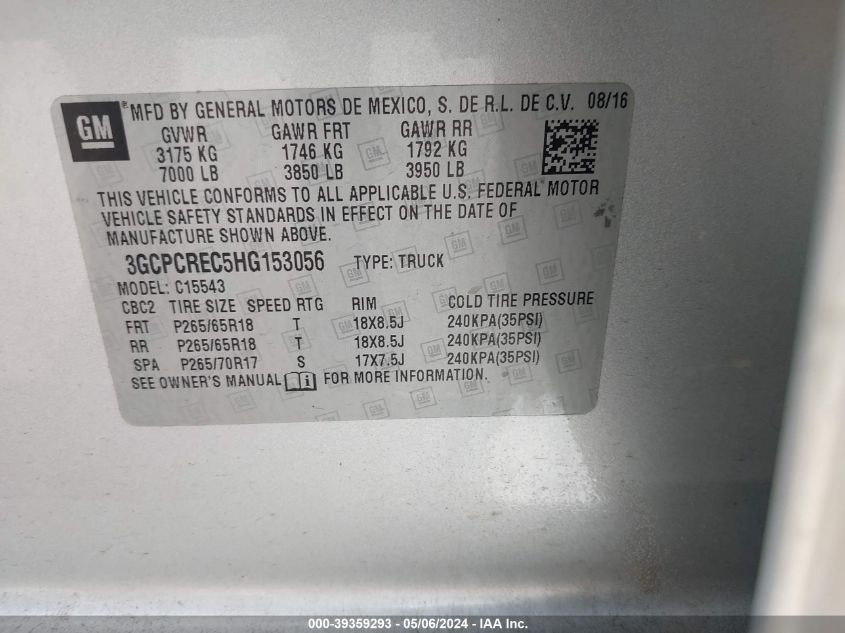 GM ® MFD BY GENERAL MOTORS DE MEXICO, S. DE R.L. DE C.V. 08/16
GVWR GAWR FRT GAWR RR
3175 KG 1746 KG 1792 KG
7000 LB 3850 LB 3950 LB
THIS VEHICLE CONFORMS TO ALL APPLICABLE U.S. FEDERAL MOTOR
VEHICLE SAFETY STANDARDS IN EFFECT ON THE DATE OF
MANUFACTURE SHOWN ABOVE.
3GCPCREC5HG153056 TYPE: TRUCK
MODEL: C15543
CBC2 TIRE SIZE SPEED RTG RIM COLD TIRE PRESSURE
FRT P265/65R18 T 18X8.5J 240KPA(35PSI)
RR P265/65R18 T 18X8.5J 240KPA(35PSI)
SPA P265/70R17 S 17X7.5J 240KPA(35PSI)
SEE OWNER'S MANUAL FOR MORE INFORMATION.
000-39359293 - 05/06/2024 - IAA Inc.